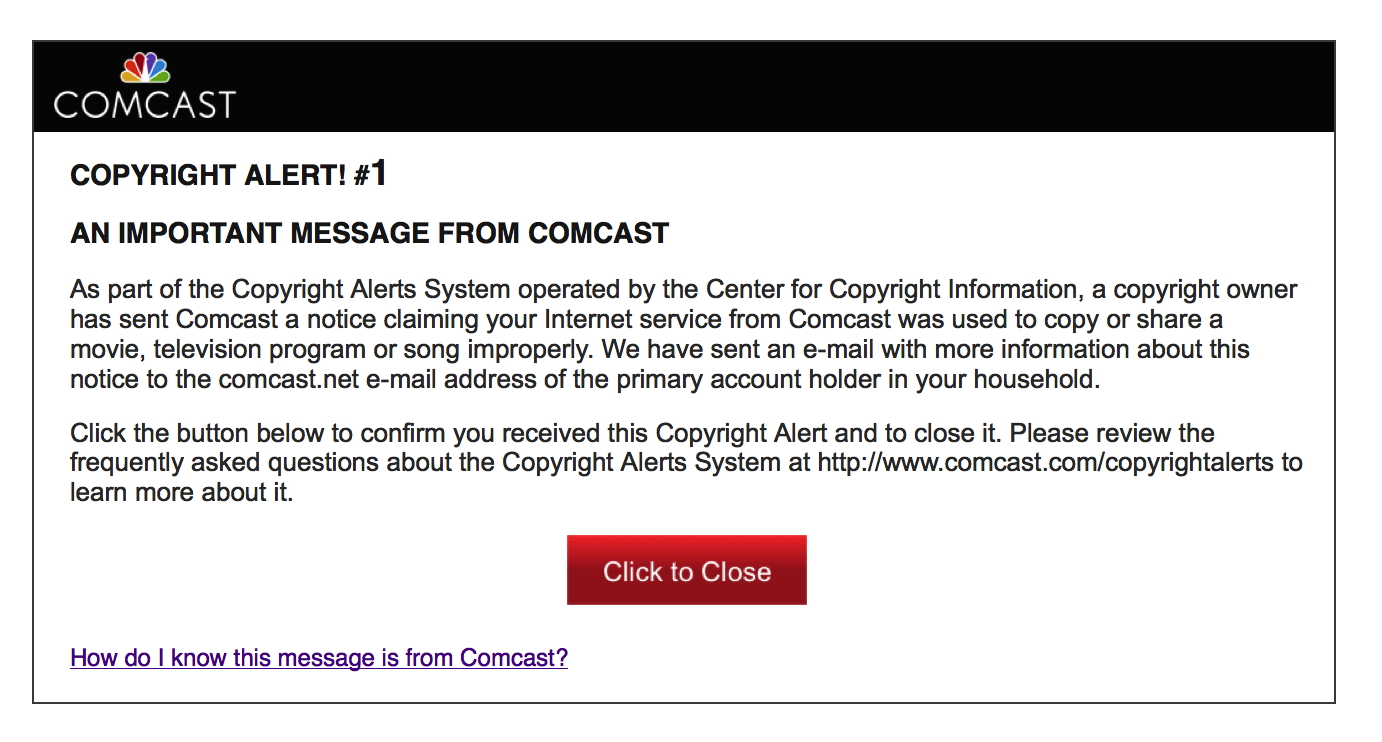 COMCAST
COPYRIGHT ALERT! #1
AN IMPORTANT MESSAGE FROM COMCAST
As part of the Copyright Alerts System operated by the Center for Copyright Information, a copyright owner
has sent Comcast a notice claiming your Internet service from Comcast was used to copy or share a
movie, television program or song improperly. We have sent an e-mail with more information about this
notice to the comcast.net e-mail address of the primary account holder in your household.
Click the button below to confirm you received this Copyright Alert and to close it. Please review the
frequently asked questions about the Copyright Alerts System at http://www.comcast.com/copyrightalerts to
learn more about it.
Click to Close
How do I know this message is from Comcast?